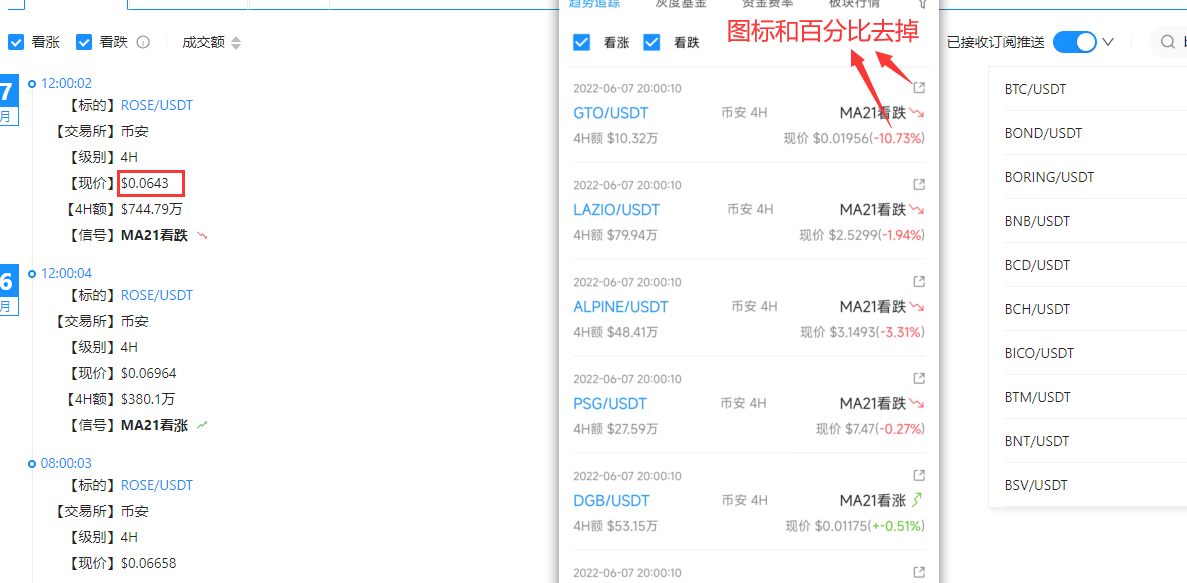 看涨 看跌 成交额
7
月
12:00:02
【标的】ROSE/USDT
【交易所】币安
【级别】4H
【现价】$0.0643
【4H额】$744.79万
【信号】MA21看跌
6
月
12:00:04
【标的】ROSE/USDT
【交易所】币安
【级别】4H
【现价】$0.06964
【4H额】$380.1万
【信号】MA21看涨
08:00:03
【标的】ROSE/USDT
【交易所】币安
【级别】4H
【现价】$0.06658
趋势追踪 灰度基金 资金费率 板块行情
图标和百分比去掉
看涨 看跌
2022-06-07 20:00:10
GTO/USDT 币安 4H MA21看跌
4H额 $10.32万 现价 $0.01956(-10.73%)
2022-06-07 20:00:10
LAZIO/USDT 币安 4H MA21看跌
4H额 $79.94万 现价 $2.5299(-1.94%)
2022-06-07 20:00:10
ALPINE/USDT 币安 4H MA21看跌
4H额 $48.41万 现价 $3.1493(-3.31%)
2022-06-07 20:00:10
PSG/USDT 币安 4H MA21看跌
4H额 $27.59万 现价 $7.47(-0.27%)
2022-06-07 20:00:10
DGB/USDT 币安 4H MA21看涨
4H额 $53.15万 现价 $0.01175(+-0.51%)
2022-06-07 20:00:10
已接收订阅推送
BTC/USDT
BOND/USDT
BORING/USDT
BNB/USDT
BCD/USDT
BCH/USDT
BICO/USDT
BTM/USDT
BNT/USDT
BSV/USDT